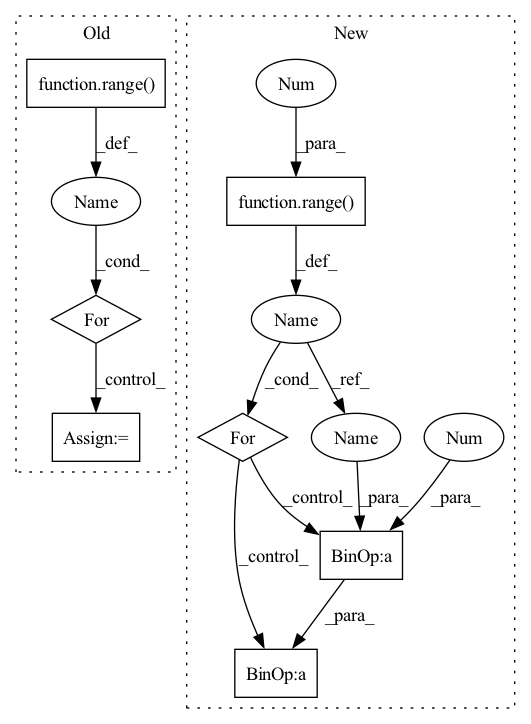 Old
New
function.range()
Num
_def_
_para_
Name
function.range()
_cond_
_def_
For
Name
_control_
_cond_
_ref_
Assign:=
For
Name
Num
_control_
_para_
_para_
_control_
BinOp:a
_para_
BinOp:a